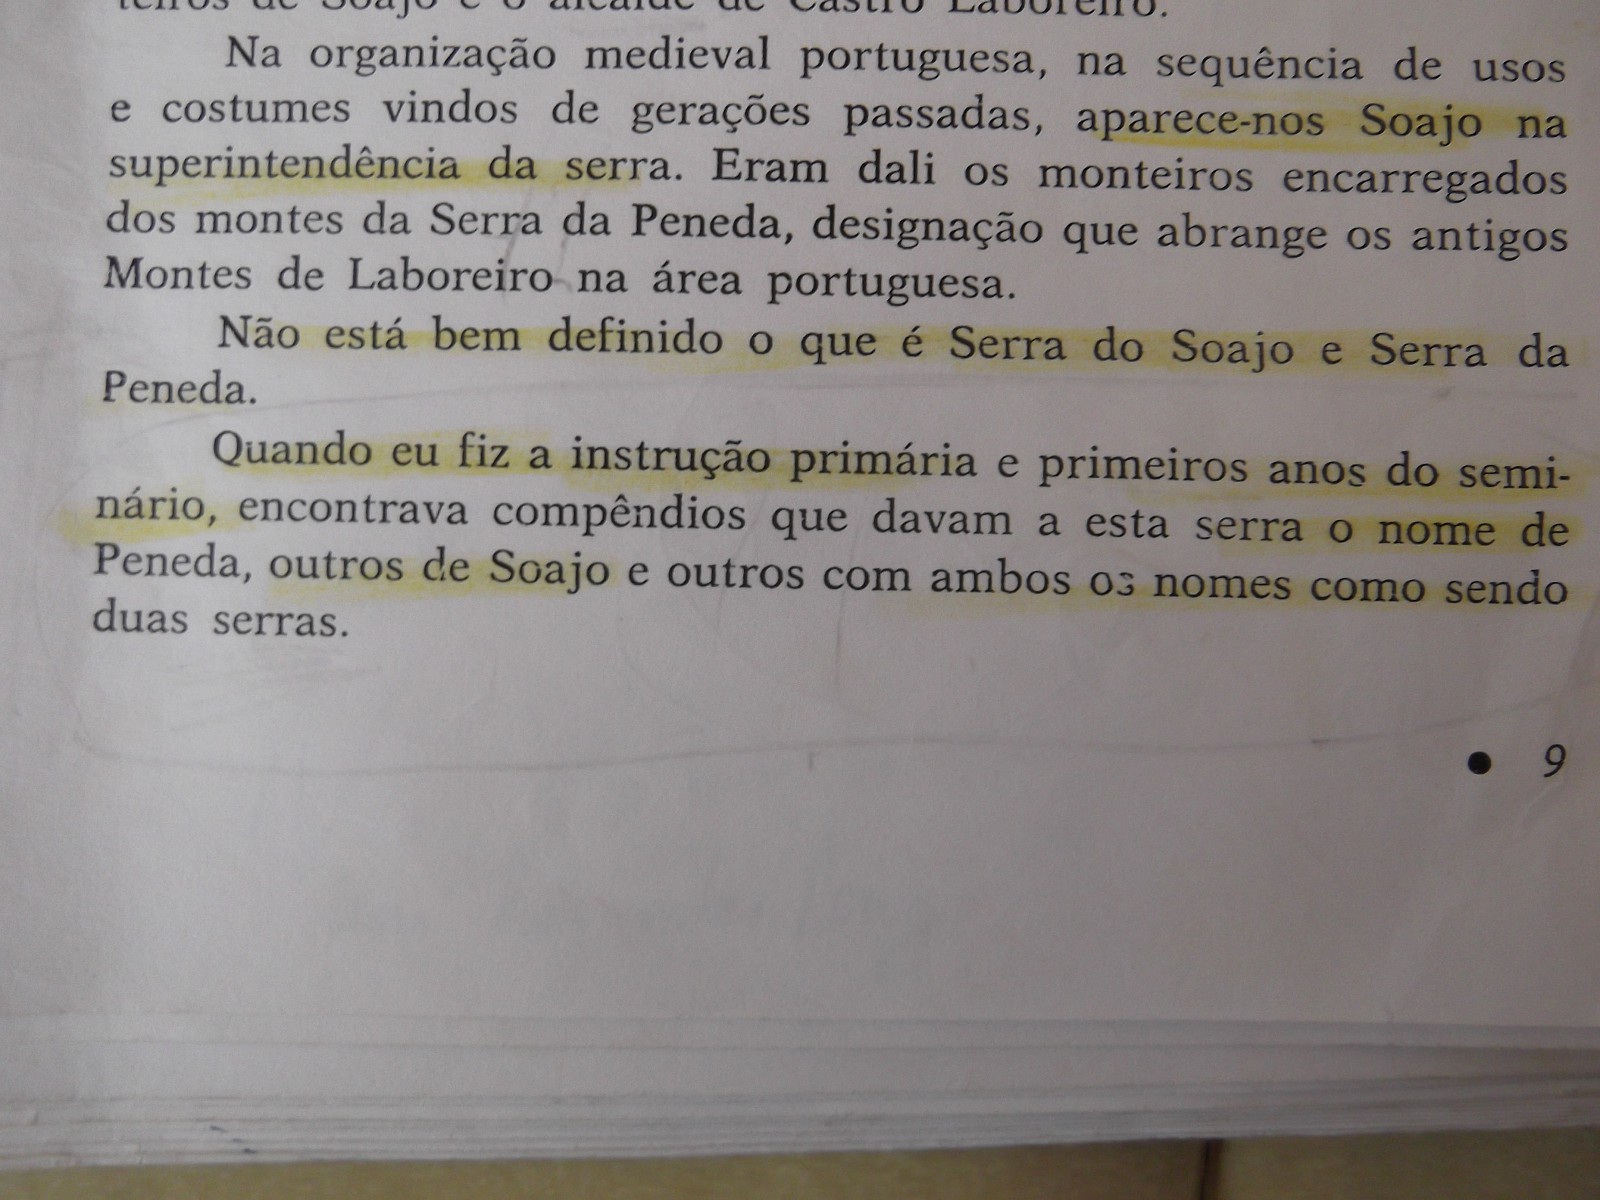 teiros de Soajo e o alcaide de Castro Laboreiro.
Na organização medieval portuguesa, na sequência de usos
e costumes vindos de gerações passadas, aparece-nos Soajo na
superintendência da serra. Eram dali os monteiros encarregados
dos montes da Serra da Peneda, designação que abrange os antigos
Montes de Laboreiro na área portuguesa.
Não está bem definido o que é Serra do Soajo e Serra da
Peneda.
Quando eu fiz a instrução primária e primeiros anos do semi-
nário, encontrava compêndios que davam a esta serra o nome de
Peneda, outros de Soajo e outros com ambos os nomes como sendo
duas serras.
• 9